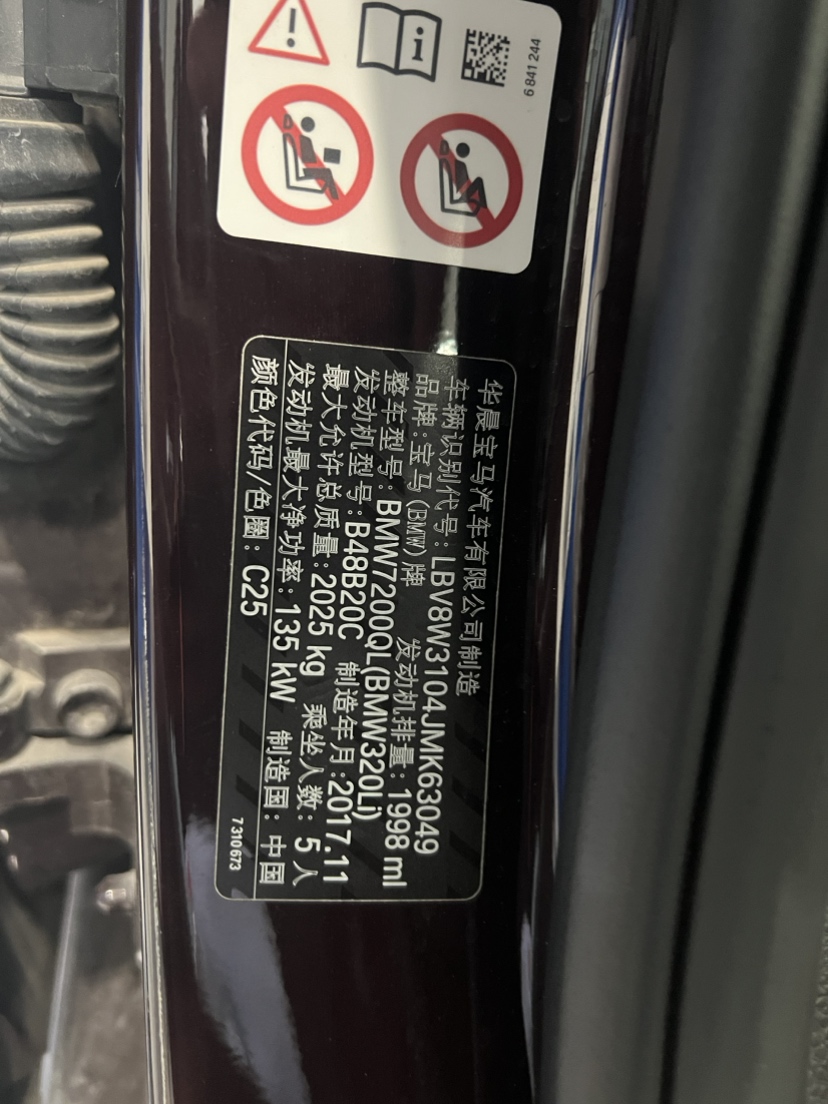 6 841 244
华晨宝马汽车有限公司制造
车辆识别代号:LBV8W3104JMK63049
品牌:宝马(BMW)牌 发动机排量:1998 ml
整车型号:BMW7200QL(BMW320Li)
发动机型号:B48B20C 制造年月:2017.11
最大允许总质量:2025 kg 乘坐人数:5 人
发动机最大净功率:135 kW 制造国:中国
颜色代码/色圈:C25
7 310 673